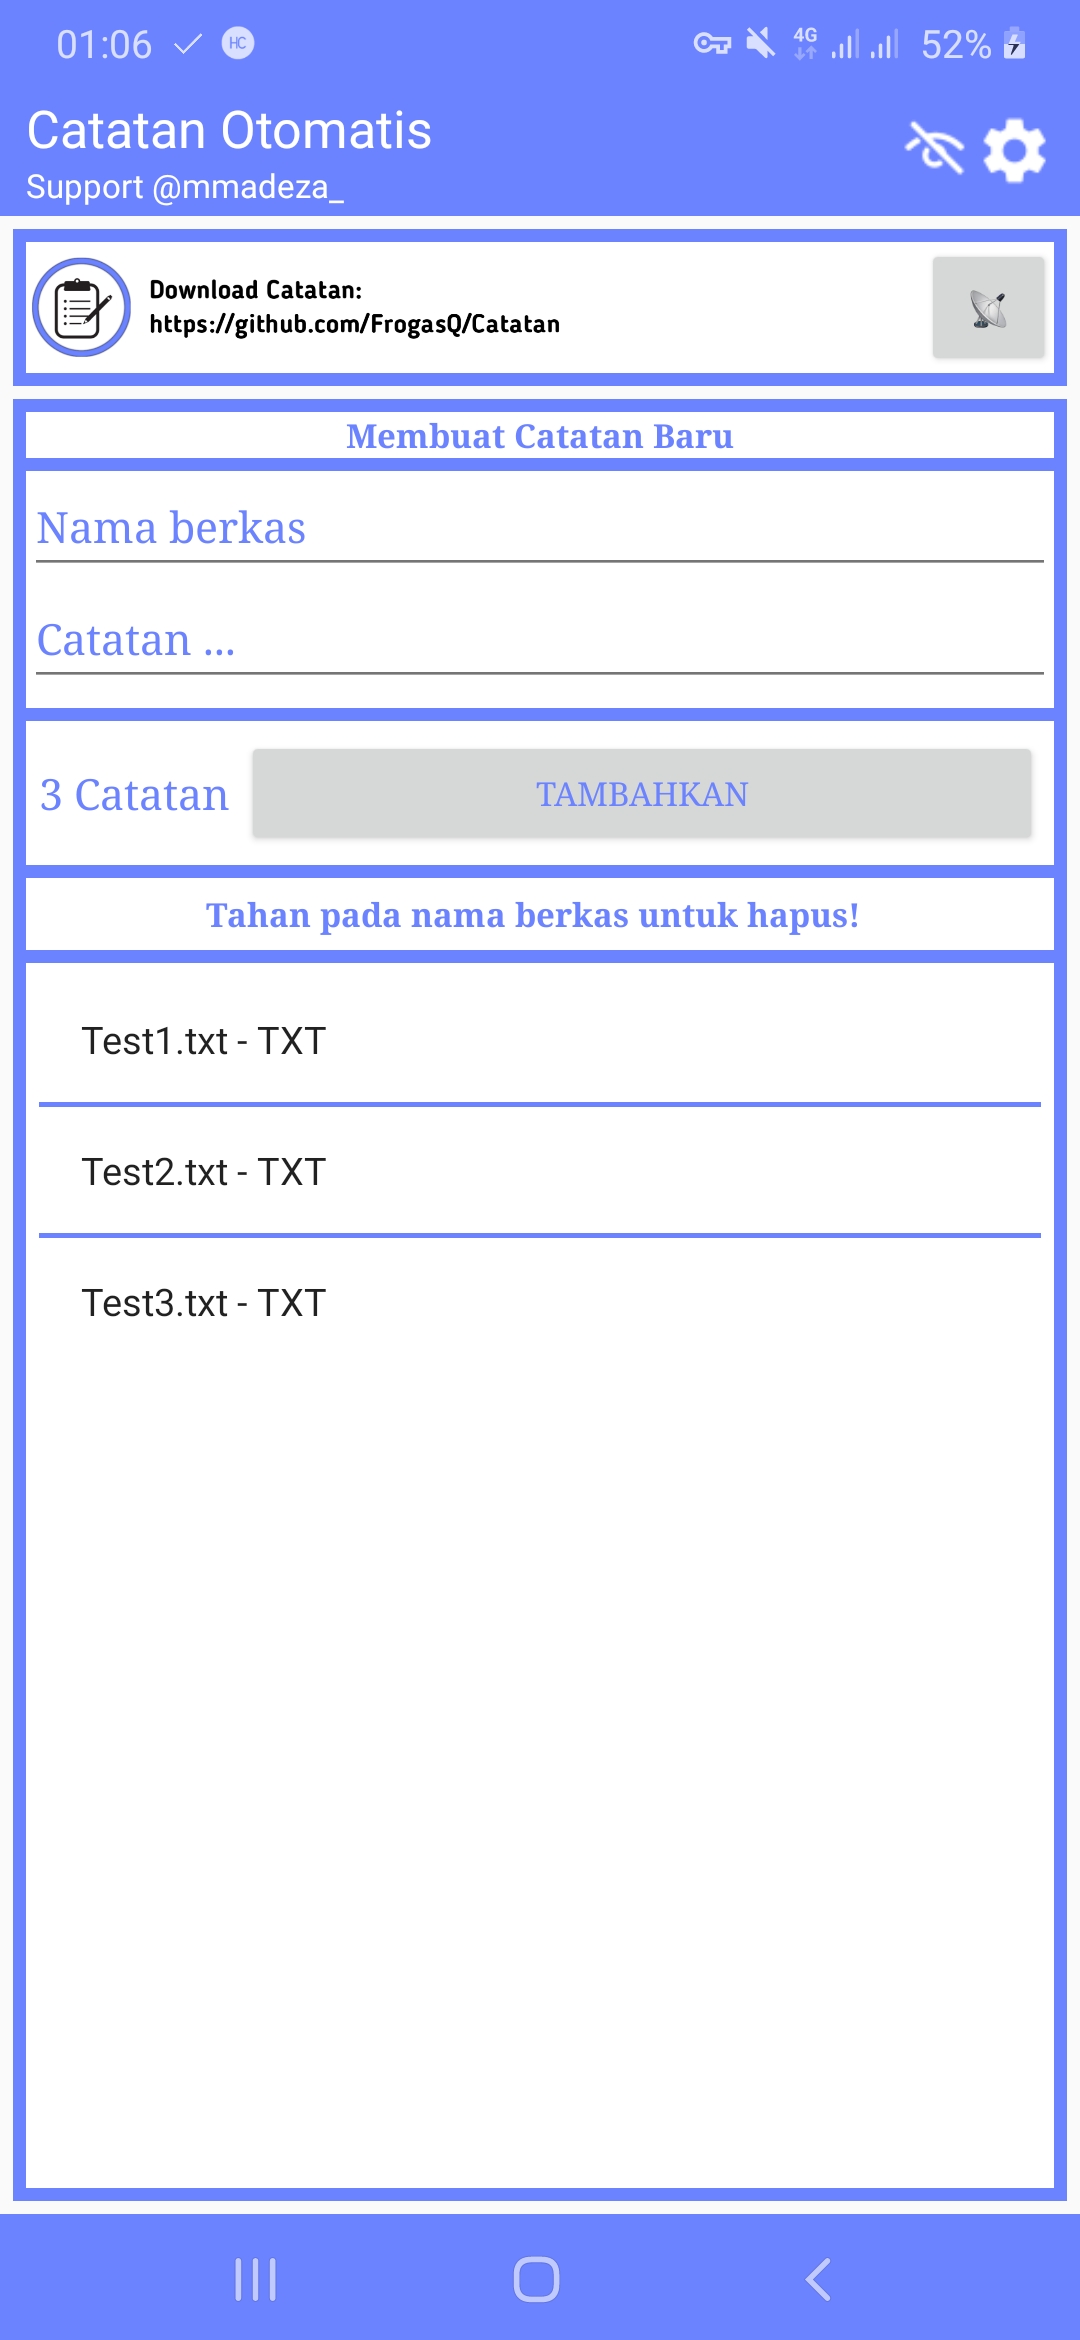 01:06
HC
4G
52%
Catatan Otomatis
Support @mmadeza_
Download Catatan:
https://github.com/FrogasQ/Catatan
Membuat Catatan Baru
Nama berkas
Catatan ...
3 Catatan
TAMBAHKAN
Tahan pada nama berkas untuk hapus!
Test1.txt - TXT
Test2.txt - TXT
Test3.txt - TXT